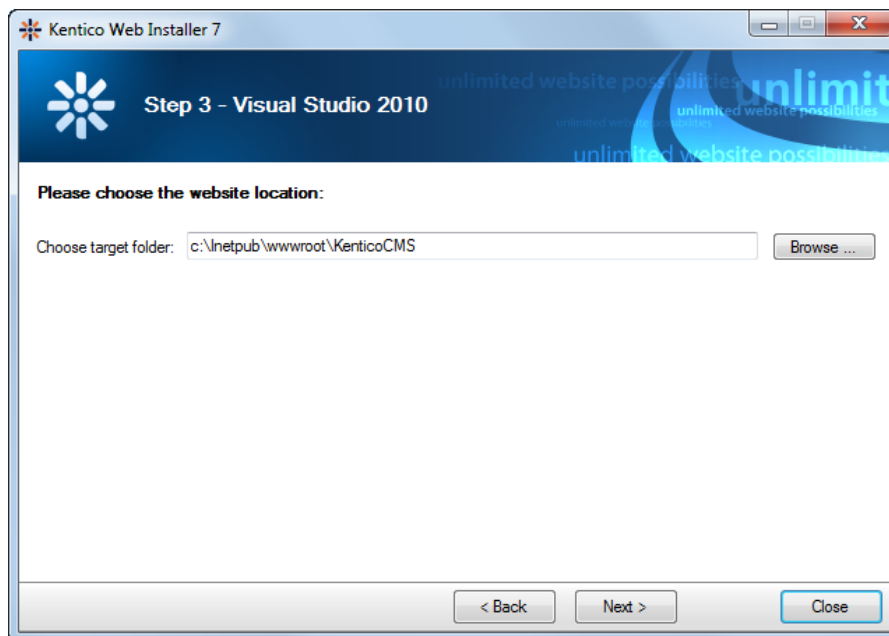 Kentico Web Installer 7
unlimited website possibilities
unlimit
Step 3 - Visual Studio 2010
unlimited website possibilities
unlimited website possibilities
unlimited website possibilities
Please choose the website location:
Choose target folder: c:\Inetpub\wwwroot\KenticoCMS Browse ...
< Back Next > Close